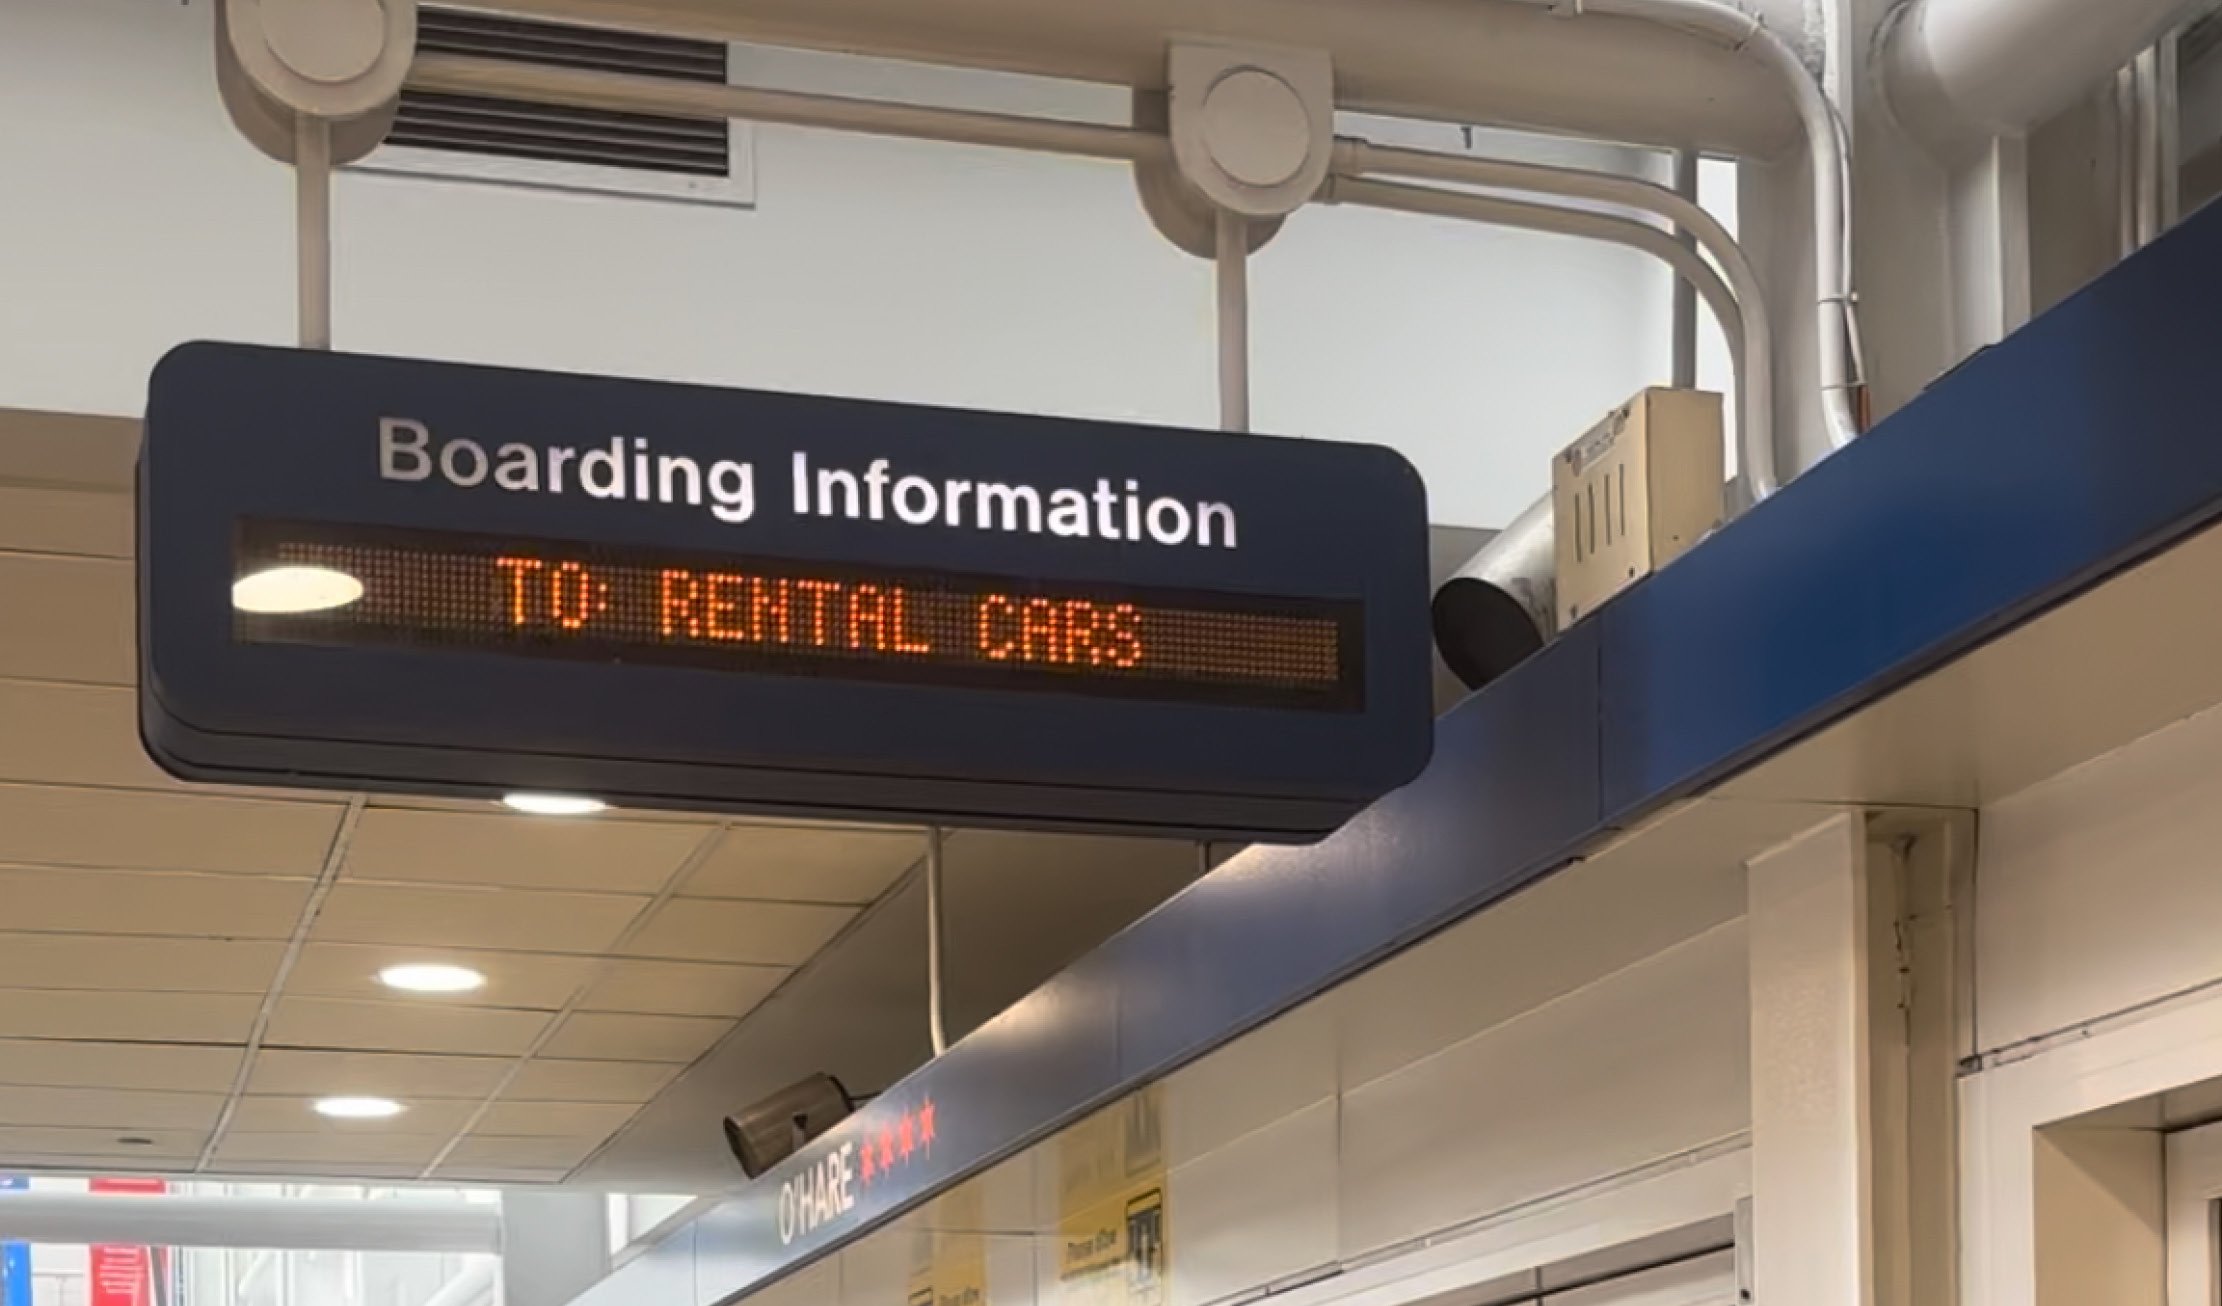 Boarding Information
TO: RENTAL CARS
O'HARE ✶✶✶✶